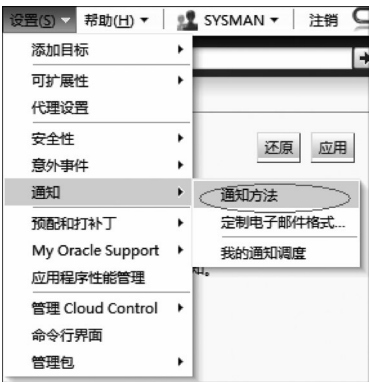 设置(S) ▼ 帮助(H) ▼ SYSMAN ▼ 注销
添加目标
可扩展性
代理设置
还原 应用
安全性
意外事件
通知
通知方法
预配和打补丁
定制电子邮件格式...
My Oracle Support
我的通知调度
知。
应用程序性能管理
管理 Cloud Control
命令行界面
管理包